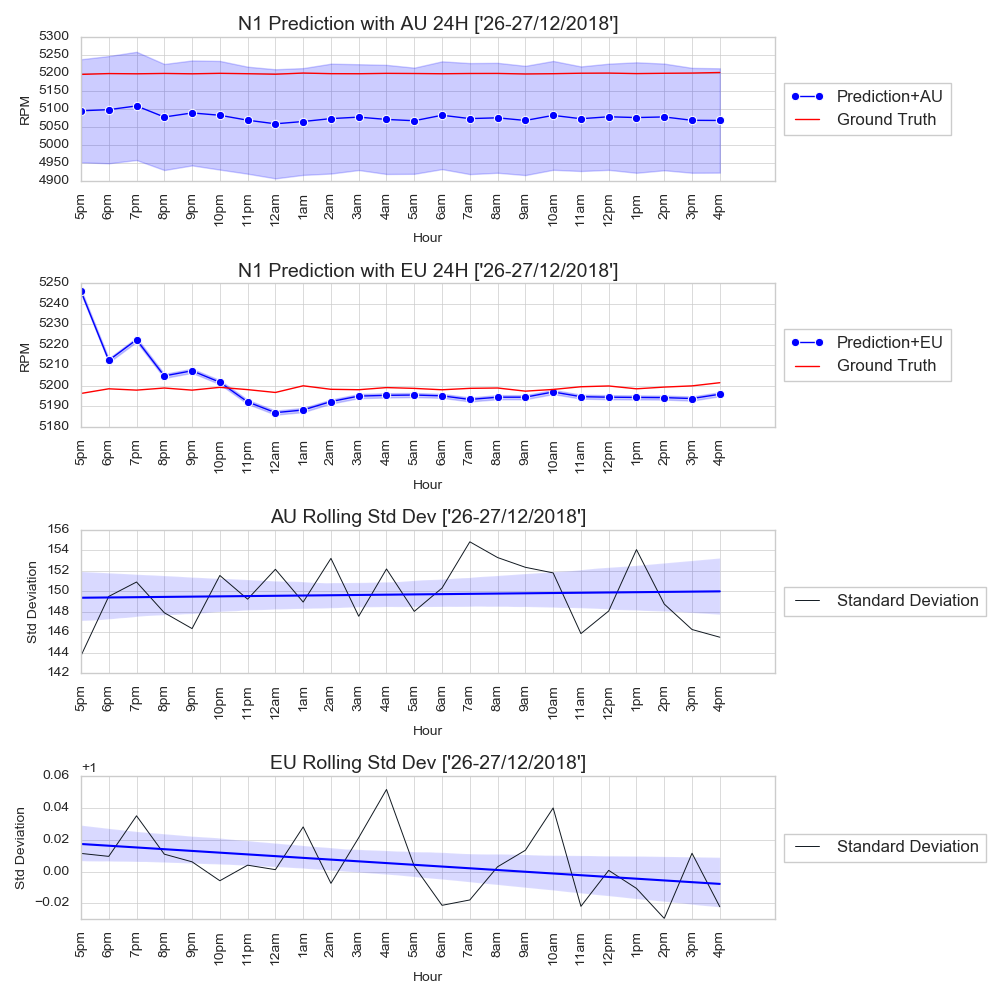 N1 Prediction with AU 24H ['26-27/12/2018']
5300
5250
5200
5150
5100
5050
5000
4950
4900
RPM
5pm 6pm 7pm 8pm 9pm 10pm 11pm 12am 1am 2am 3am 4am 5am 6am 7am 8am 9am 10am 11am 12pm 1pm 2pm 3pm 4pm
Hour
Prediction+AU
Ground Truth
N1 Prediction with EU 24H ['26-27/12/2018']
5250
5240
5230
5220
5210
5200
5190
5180
RPM
5pm 6pm 7pm 8pm 9pm 10pm 11pm 12am 1am 2am 3am 4am 5am 6am 7am 8am 9am 10am 11am 12pm 1pm 2pm 3pm 4pm
Hour
Prediction+EU
Ground Truth
AU Rolling Std Dev ['26-27/12/2018']
156
154
152
150
148
146
144
142
Std Deviation
5pm 6pm 7pm 8pm 9pm 10pm 11pm 12am 1am 2am 3am 4am 5am 6am 7am 8am 9am 10am 11am 12pm 1pm 2pm 3pm 4pm
Hour
Standard Deviation
EU Rolling Std Dev ['26-27/12/2018']
+1
0.06
0.04
0.02
0.00
−0.02
Std Deviation
5pm 6pm 7pm 8pm 9pm 10pm 11pm 12am 1am 2am 3am 4am 5am 6am 7am 8am 9am 10am 11am 12pm 1pm 2pm 3pm 4pm
Hour
Standard Deviation